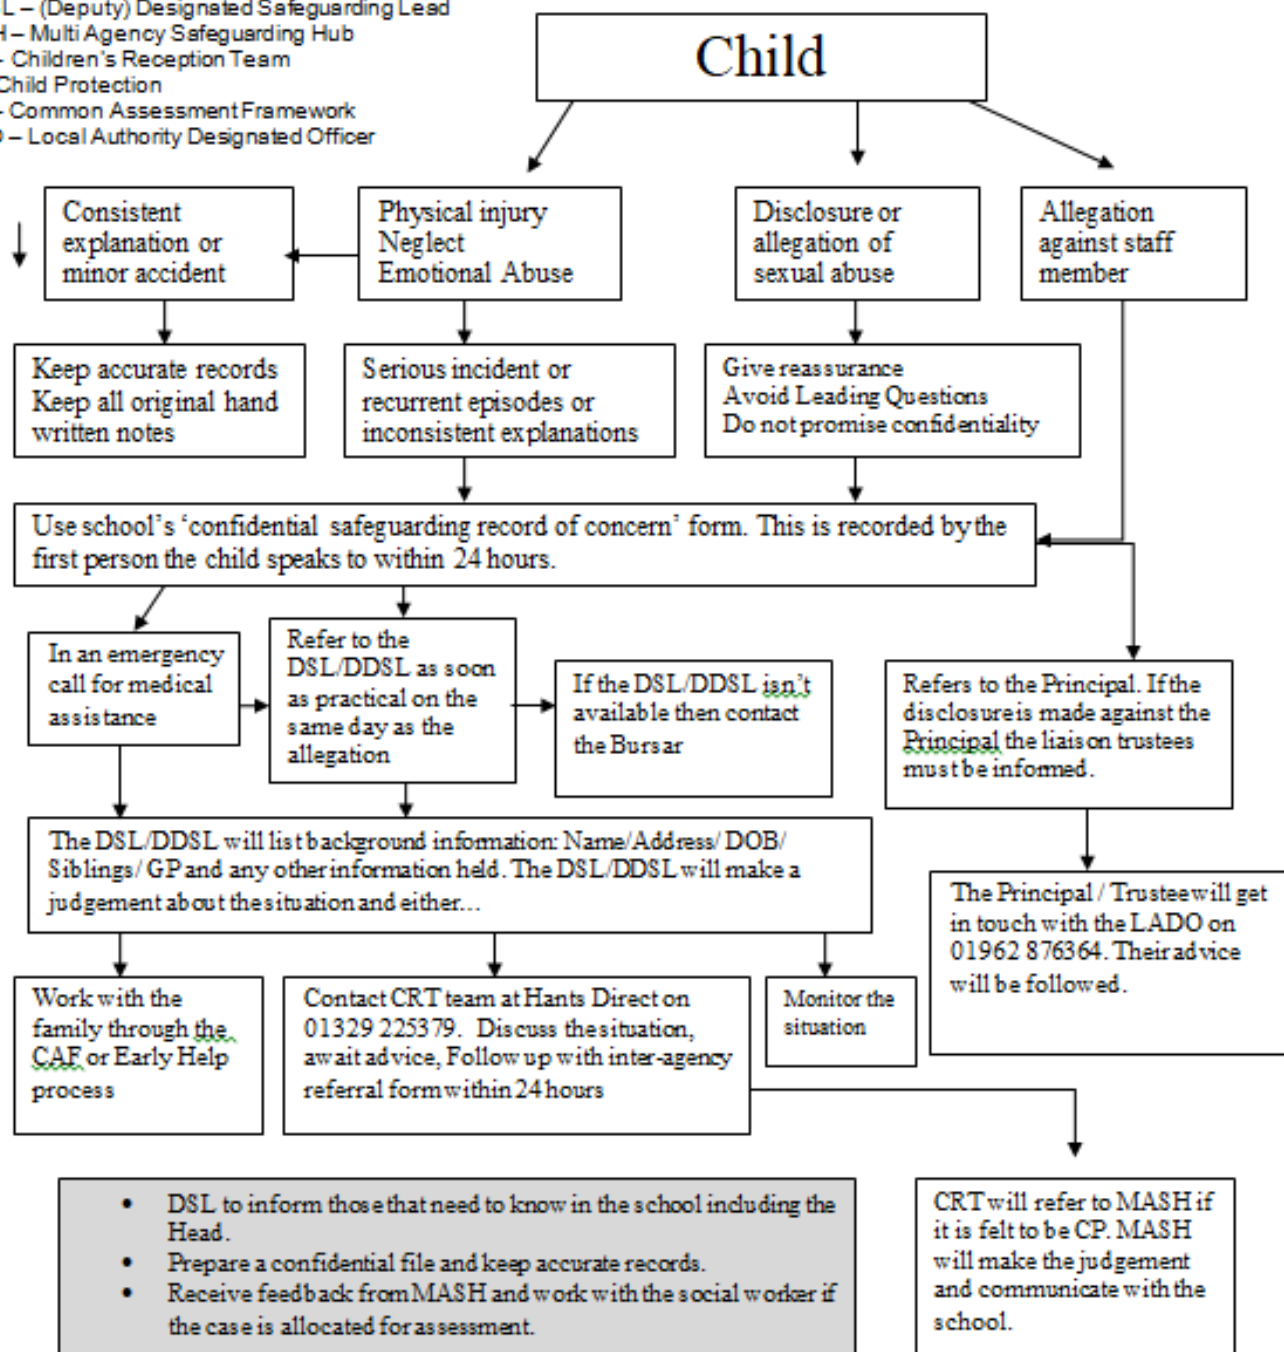 L – (Deputy) Designated Safeguarding Lead
H – Multi Agency Safeguarding Hub
- Children's Reception Team
Child Protection
- Common Assessment Framework
O – Local Authority Designated Officer
Child
Consistent
explanation or
minor accident
Physical injury
Neglect
Emotional Abuse
Disclosure or
allegation of
sexual abuse
Allegation
against staff
member
Keep accurate records
Keep all original hand
written notes
Serious incident or
recurrent episodes or
inconsistent explanations
Give reassurance
Avoid Leading Questions
Do not promise confidentiality
Use school's 'confidential safeguarding record of concern' form. This is recorded by the
first person the child speaks to within 24 hours.
In an emergency
call for medical
assistance
Refer to the
DSL/DDSL as soon
as practical on the
same day as the
allegation
If the DSL/DDSL isn't
available then contact
the Bursar
Refers to the Principal. If the
disclosure is made against the
Principal the liaison trustees
must be informed.
The DSL/DDSL will list background information: Name/Address/ DOB/
Siblings/ GP and any other information held. The DSL/DDSL will make a
judgement about the situation and either…
The Principal / Trustee will get
in touch with the LADO on
01962 876364. Their advice
will be followed.
Work with the
family through the
CAF or Early Help
process
Contact CRT team at Hants Direct on
01329 225379. Discuss the situation,
await advice, Follow up with inter-agency
referral form within 24 hours
Monitor the
situation
• DSL to inform those that need to know in the school including the
Head.
• Prepare a confidential file and keep accurate records.
• Receive feedback from MASH and work with the social worker if
the case is allocated for assessment.
CRT will refer to MASH if
it is felt to be CP. MASH
will make the judgement
and communicate with the
school.